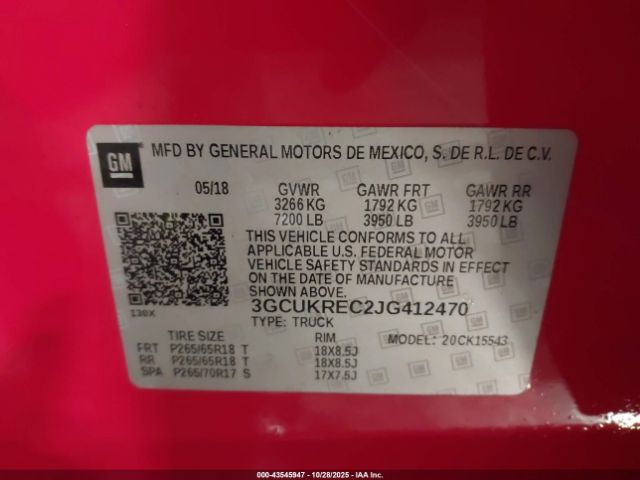 GM
MFD BY GENERAL MOTORS DE MEXICO, S. DE R.L. DE C.V.
05/18 GVWR GAWR FRT GAWR RR
3266 KG 1792 KG 1792 KG
7200 LB 3950 LB 3950 LB
THIS VEHICLE CONFORMS TO ALL
APPLICABLE U.S. FEDERAL MOTOR
VEHICLE SAFETY STANDARDS IN EFFECT
ON THE DATE OF MANUFACTURE
SHOWN ABOVE.
130X 3GCUKREC2JG412470
TYPE: TRUCK
TIRE SIZE RIM MODEL: 20CK15543
FRT P265/65R18 T 18X8.5J
RR P265/65R18 T 18X8.5J
SPA P265/70R17 S 17X7.5J
000-43545947 | 10/28/2025 | IAA Inc.